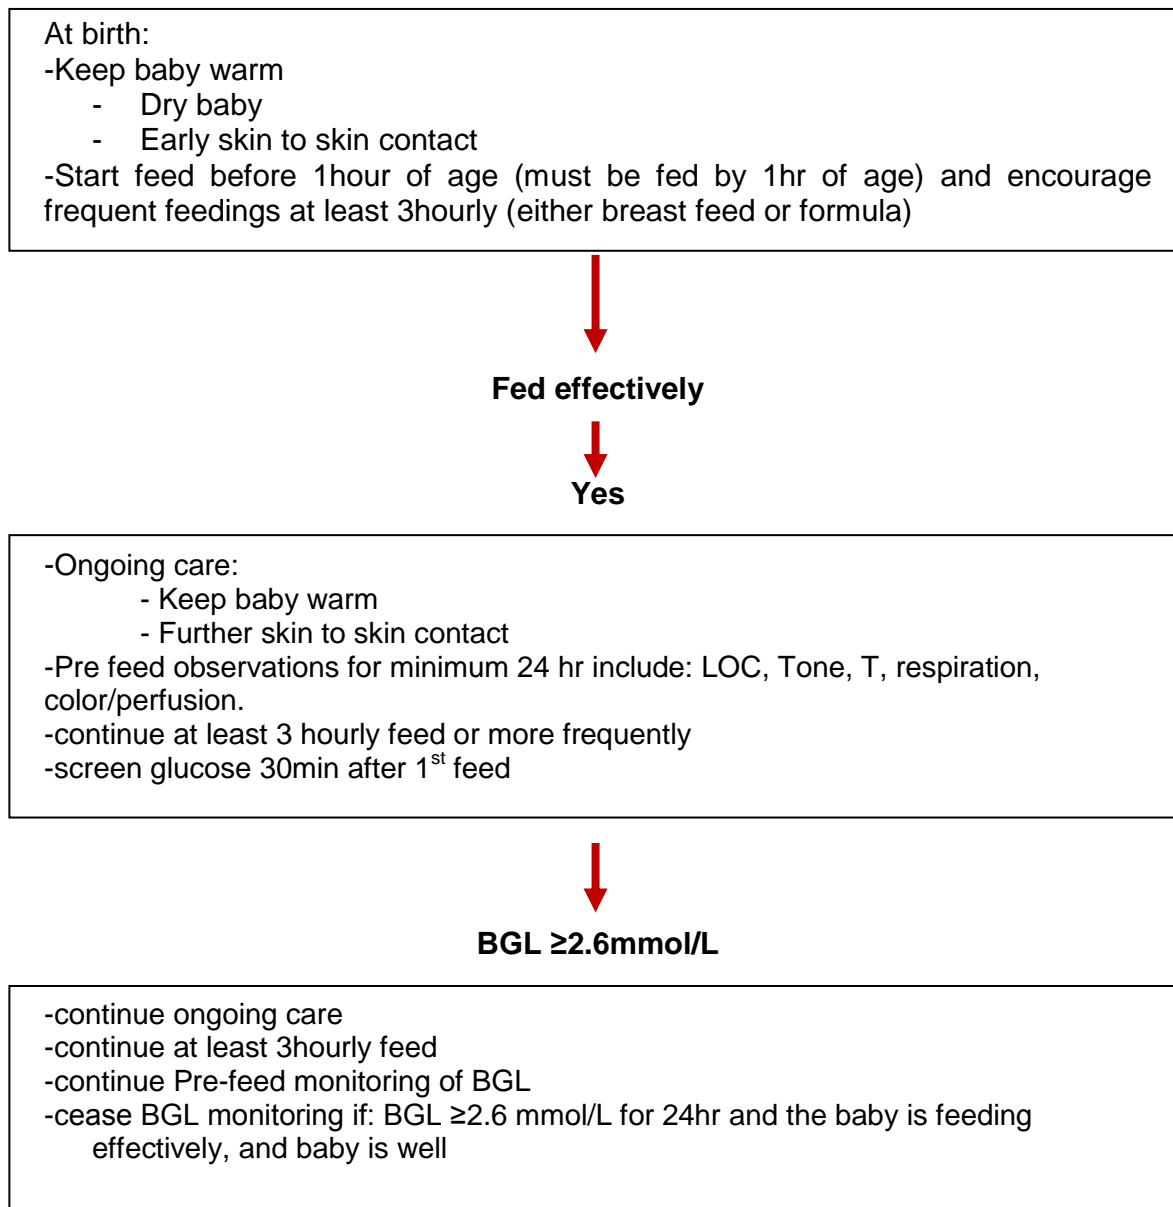 At birth:
-Keep baby warm
- Dry baby
- Early skin to skin contact
-Start feed before 1hour of age (must be fed by 1hr of age) and encourage
frequent feedings at least 3hourly (either breast feed or formula)
Fed effectively
Yes
-Ongoing care:
- Keep baby warm
- Further skin to skin contact
-Pre feed observations for minimum 24 hr include: LOC, Tone, T, respiration,
color/perfusion.
-continue at least 3 hourly feed or more frequently
-screen glucose 30min after 1st feed
BGL ≥2.6mmol/L
-continue ongoing care
-continue at least 3hourly feed
-continue Pre-feed monitoring of BGL
-cease BGL monitoring if: BGL ≥2.6 mmol/L for 24hr and the baby is feeding
effectively, and baby is well